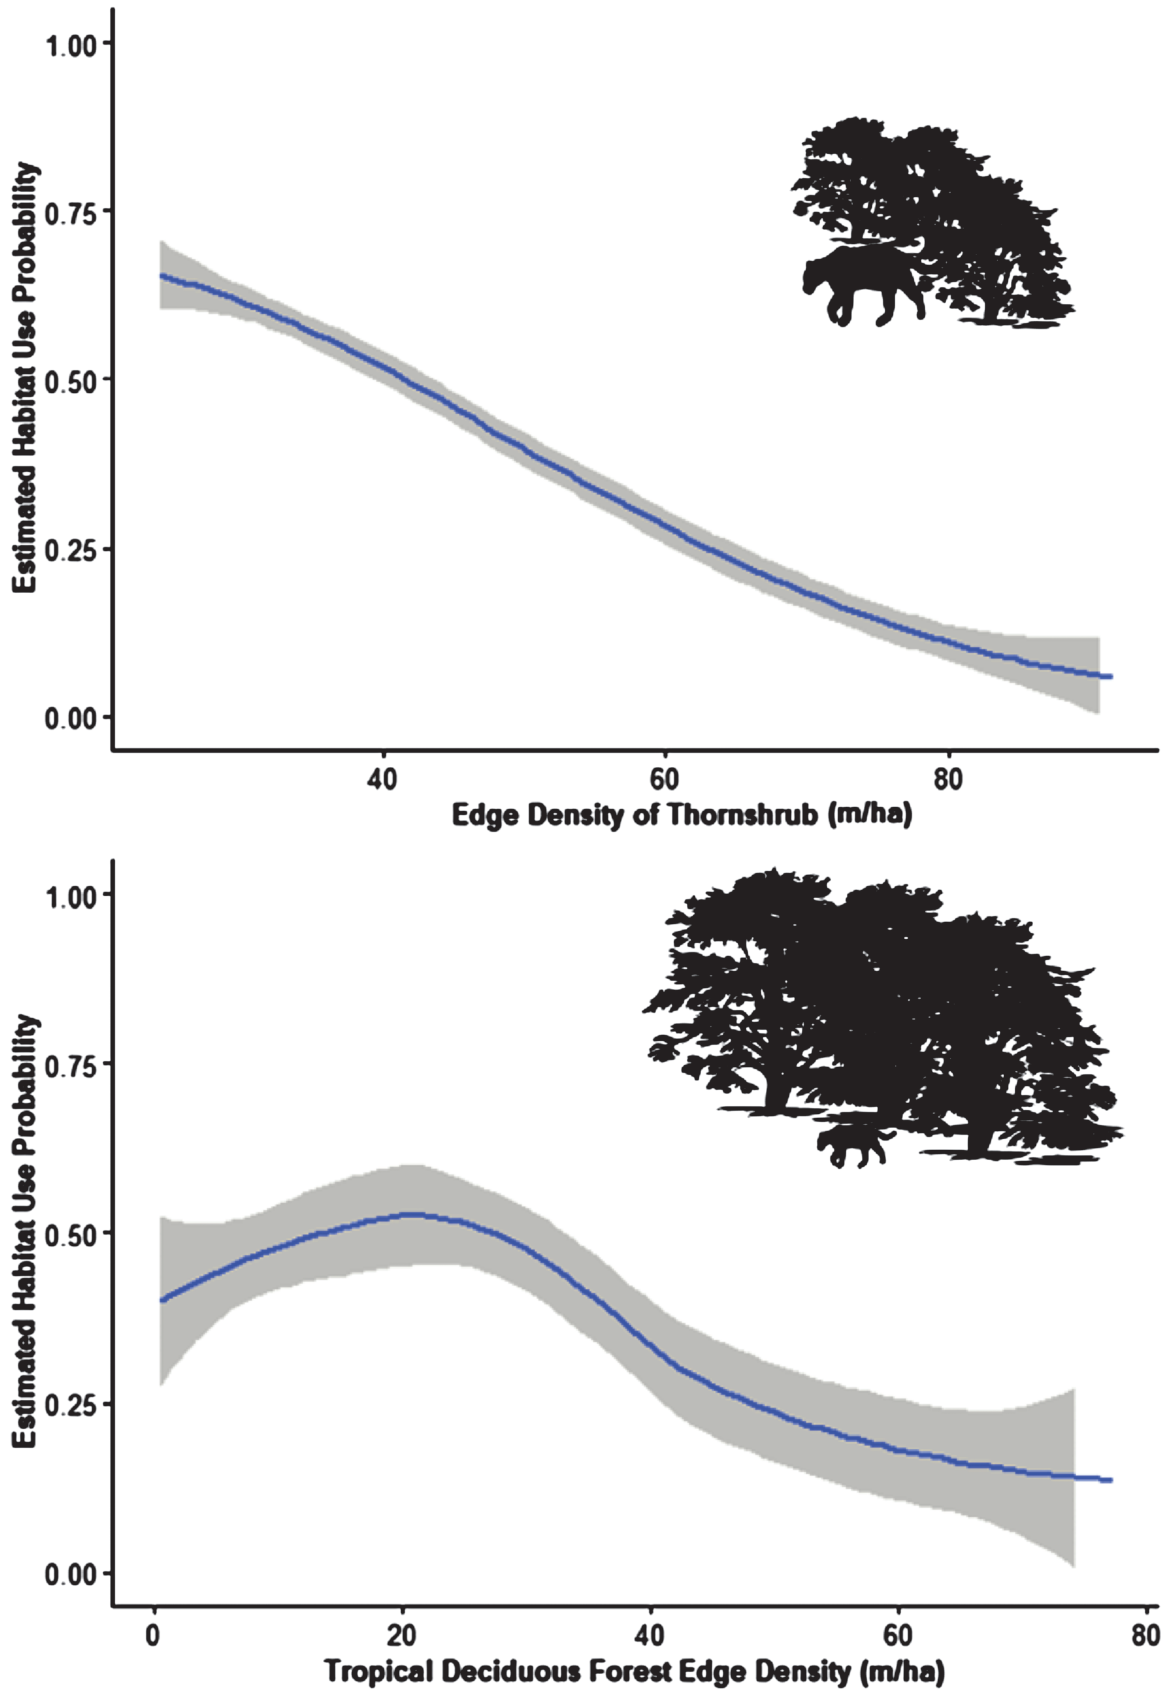 Estimated Habitat Use Probability
1.00
0.75
0.50
0.25
0.00
40 60 80
Edge Density of Thornshrub (m/ha)
Estimated Habitat Use Probability
1.00
0.75
0.50
0.25
0.00
0 20 40 60 80
Tropical Deciduous Forest Edge Density (m/ha)